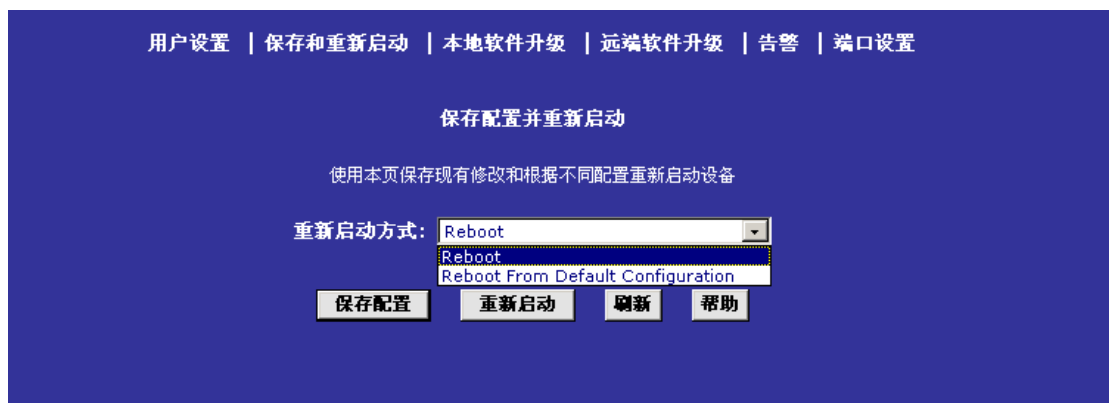 用户设置 | 保存和重新启动 | 本地软件升级 | 远端软件升级 | 告警 | 端口设置
保存配置并重新启动
使用本页保存现有修改和根据不同配置重新启动设备
重新启动方式: Reboot
Reboot
Reboot From Default Configuration
保存配置 重新启动 刷新 帮助